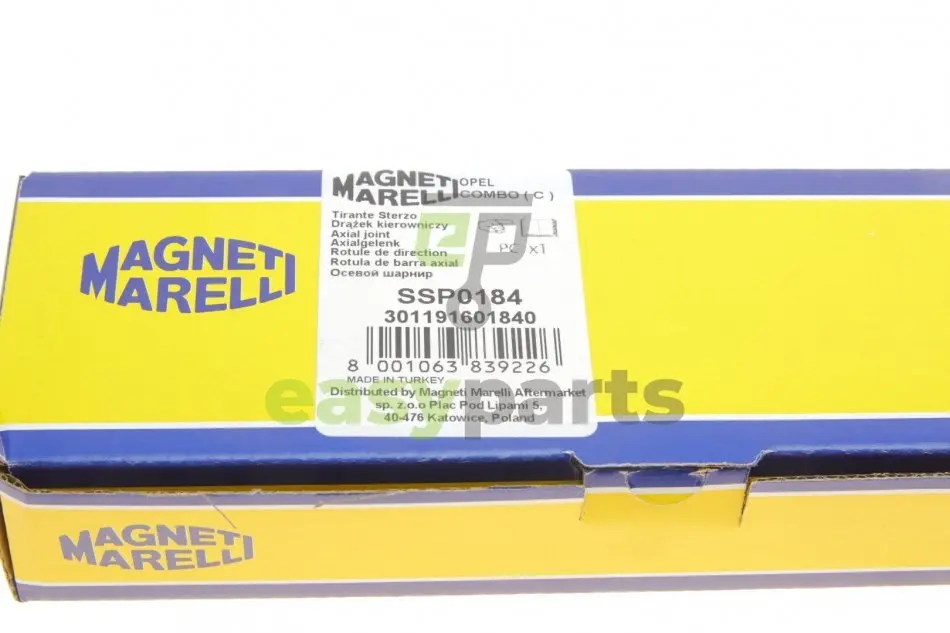 MAGNETI
MARELLI
MAGNETI
MARELLI
OPEL
COMBO ( C )
Tirante Sterzo
Drążek kierowniczy
Axial joint
Axialgelenk
Rotule de direction
Rotula de barra axial
Осевой шарнир
PC x1
SSP0184
301191601840
8 001063 839226
MADE IN TURKEY
Distributed by Magneti Marelli Aftermarket
sp. z.o.o Plac Pod Lipami 5,
40-476 Katowice, Poland
easyparts
MAGNETI
MARELLI